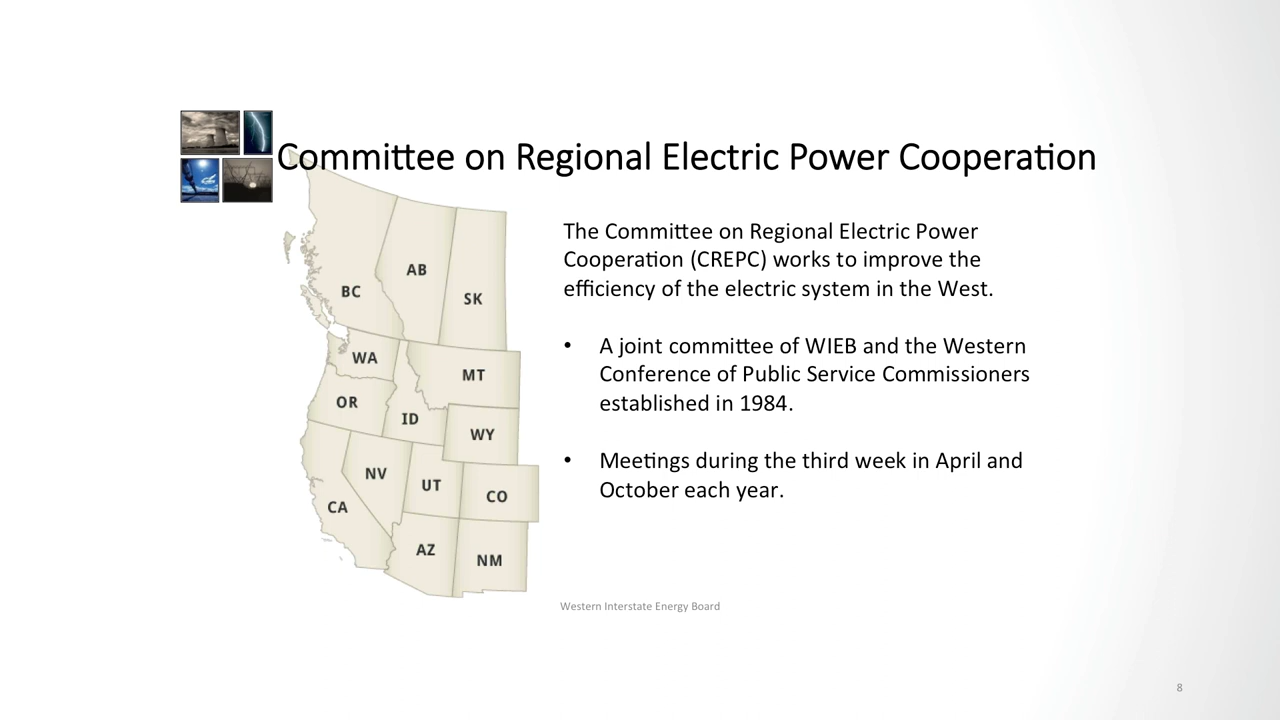 Committee on Regional Electric Power Cooperation
The Committee on Regional Electric Power
Cooperation (CREPC) works to improve the
efficiency of the electric system in the West.
• A joint committee of WIEB and the Western
Conference of Public Service Commissioners
established in 1984.
• Meetings during the third week in April and
October each year.
BC
AB
SK
WA
MT
OR
ID
WY
NV
UT
CO
CA
AZ
NM
Western Interstate Energy Board
8